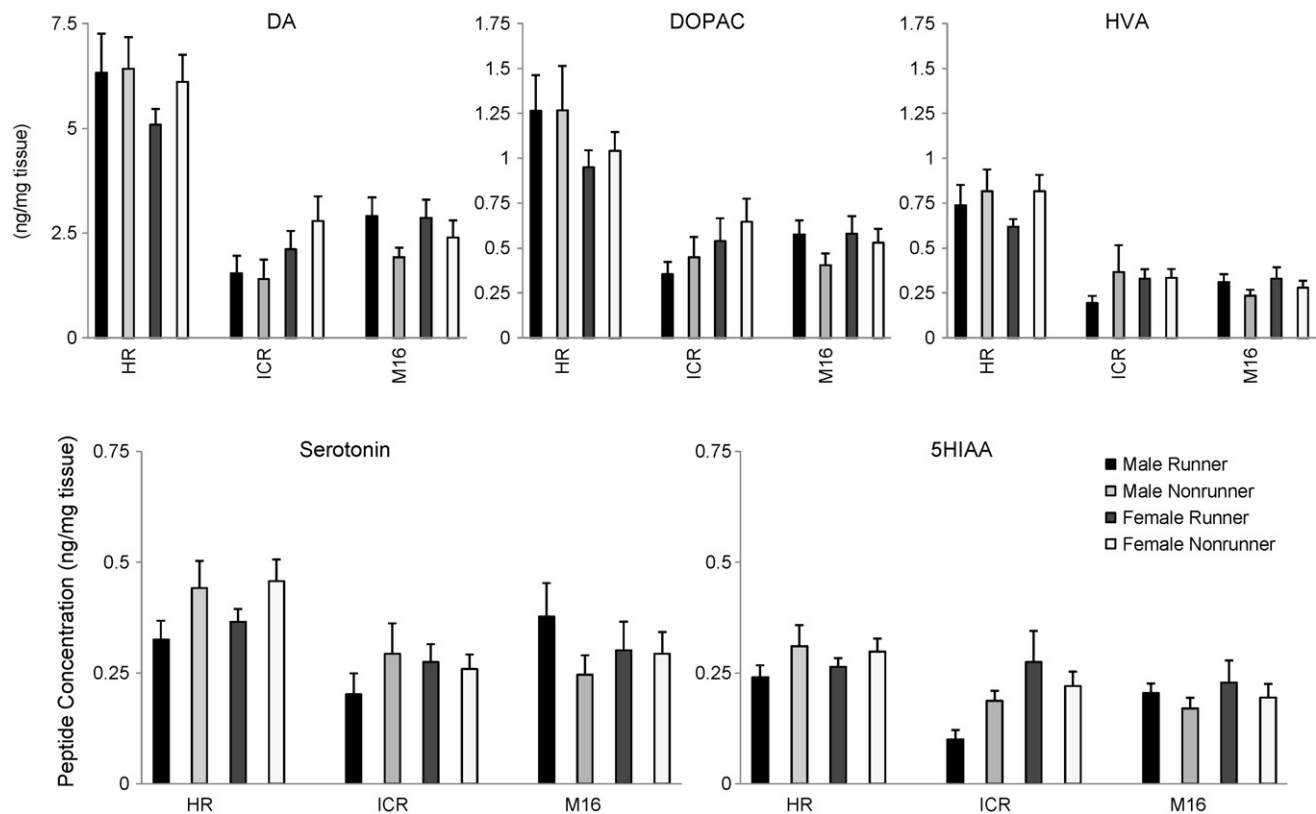 DA
DOPAC
HVA
(ng/mg tissue)
7.5
5
2.5
0
HR
ICR
M16
1.75
1.5
1.25
1
0.75
0.5
0.25
0
HR
ICR
M16
1.75
1.5
1.25
1
0.75
0.5
0.25
0
HR
ICR
M16
Serotonin
5HIAA
Peptide Concentration (ng/mg tissue)
0.75
0.5
0.25
0
HR
ICR
M16
0.75
0.5
0.25
0
HR
ICR
M16
Male Runner
Male Nonrunner
Female Runner
Female Nonrunner